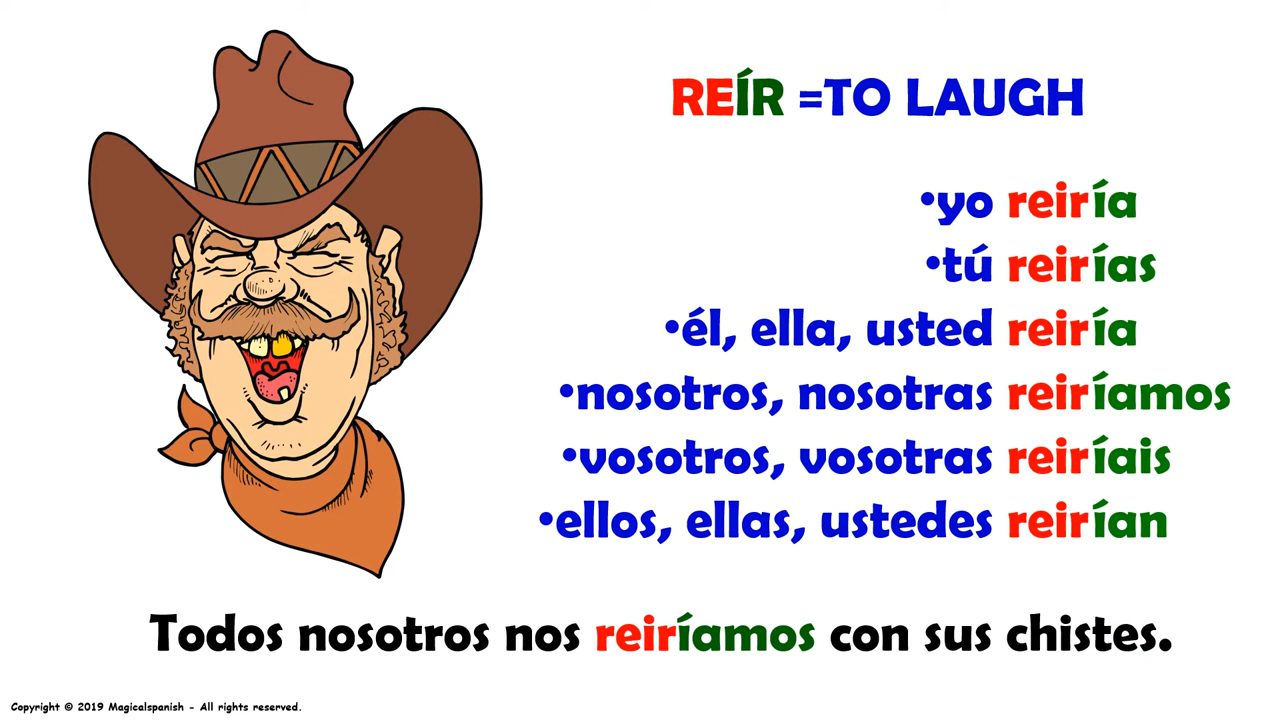 REÍR =TO LAUGH
•yo reiría
•tú reirías
•él, ella, usted reiría
•nosotros, nosotras reiríamos
•vosotros, vosotras reiríais
•ellos, ellas, ustedes reirían
Todos nosotros nos reiríamos con sus chistes.
Copyright © 2019 Magicalspanish - All rights reserved.